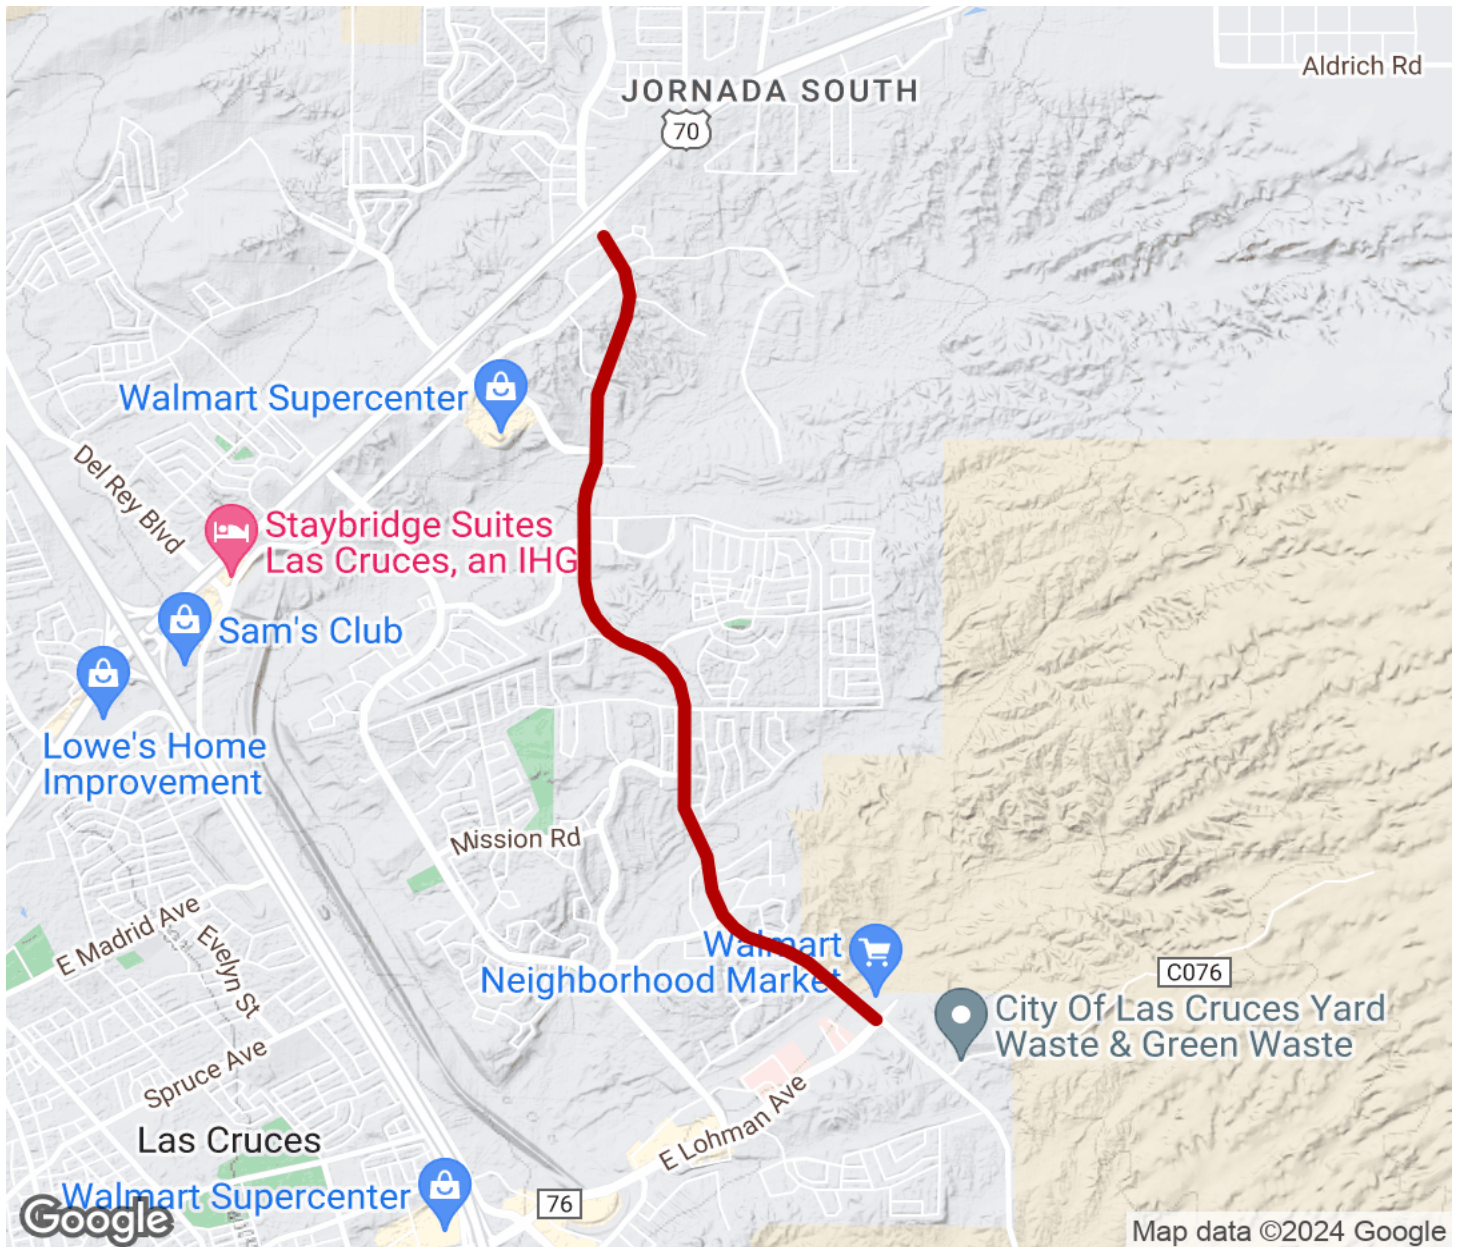 Aldrich Rd
JORNADA SOUTH
70
Walmart Supercenter
Del Rey Blvd
Staybridge Suites
Las Cruces, an IHG
Sam's Club
Lowe's Home
Improvement
Mission Rd
E Madrid Ave
Evelyn St
Walmart
Neighborhood Market
C076
City Of Las Cruces Yard
Waste & Green Waste
Spruce Ave
E Lohman Ave
Las Cruces
Walmart Supercenter
76
Google
Map data ©2024 Google